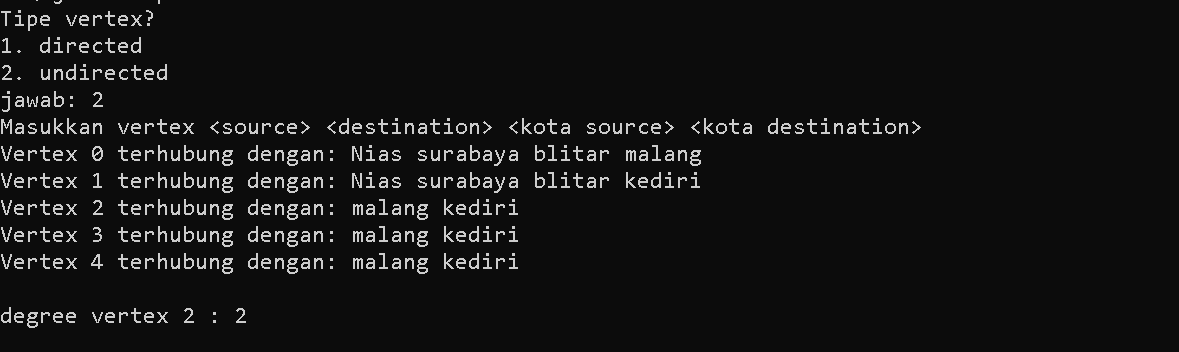 Tipe vertex?
1. directed
2. undirected
jawab: 2
Masukkan vertex <source> <destination> <kota source> <kota destination>
Vertex 0 terhubung dengan: Nias surabaya blitar malang
Vertex 1 terhubung dengan: Nias surabaya blitar kediri
Vertex 2 terhubung dengan: malang kediri
Vertex 3 terhubung dengan: malang kediri
Vertex 4 terhubung dengan: malang kediri
degree vertex 2 : 2